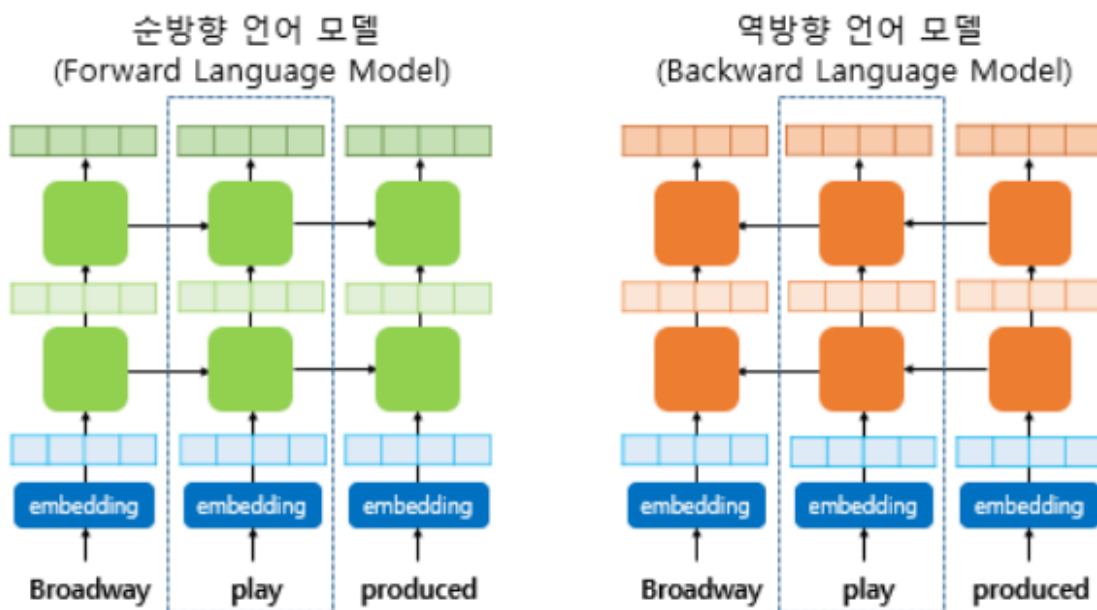 순방향 언어 모델
(Forward Language Model)
embedding embedding embedding
Broadway play produced
역방향 언어 모델
(Backward Language Model)
embedding embedding embedding
Broadway play produced